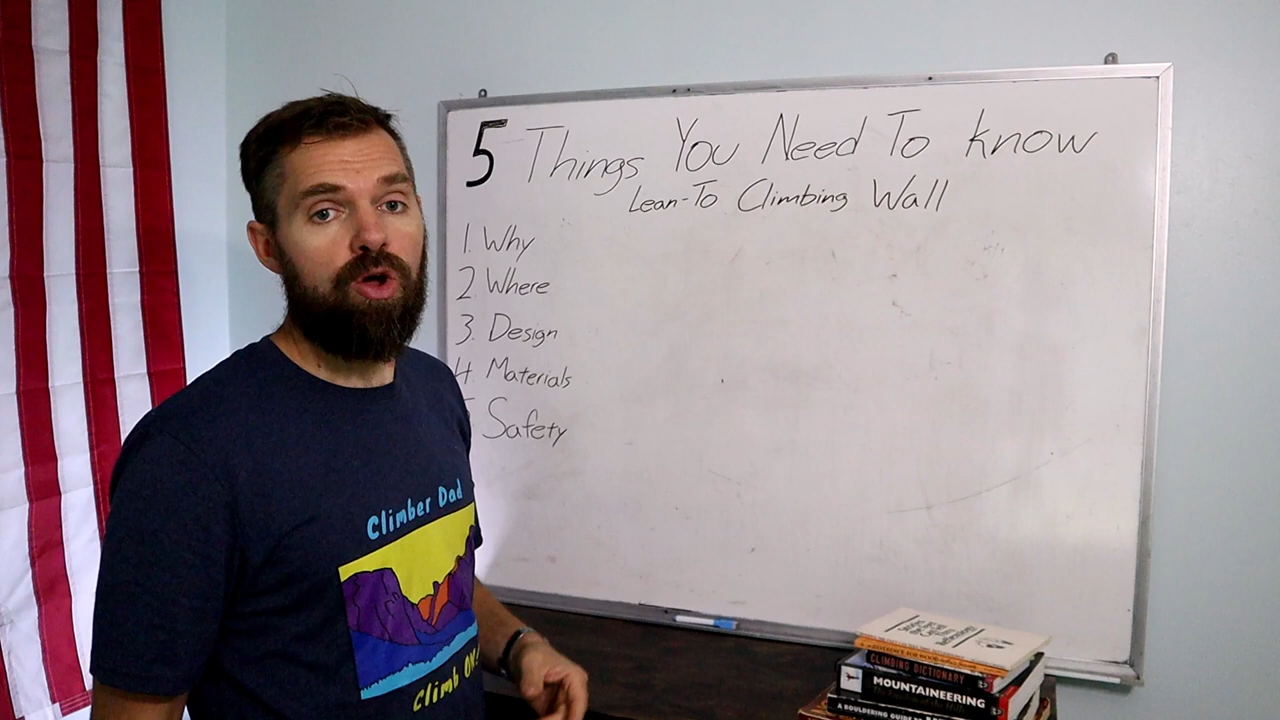 5 Things You Need To know
Lean-To Climbing Wall
1. Why
2 Where
3. Design
4 Materials
5 Safety
Climber Dad
Climb On!
CLIMBING DICTIONARY
MOUNTAINEERING
A BOULDERING GUIDE